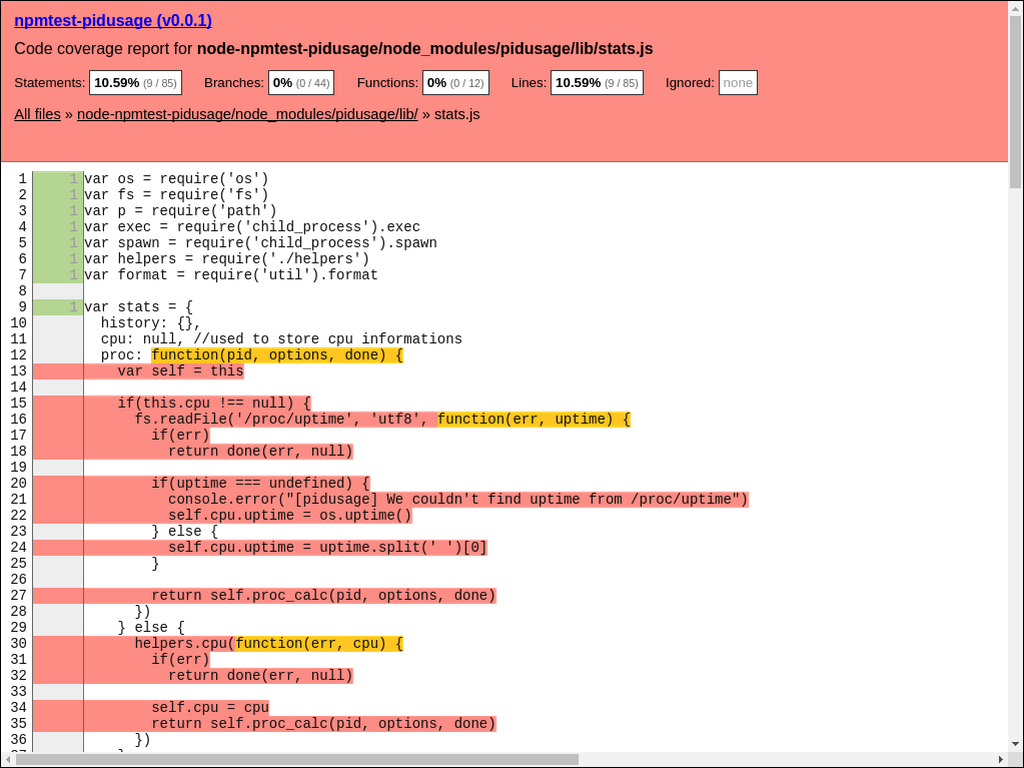 npmtest-pidusage (v0.0.1)
Code coverage report for node-npmtest-pidusage/node_modules/pidusage/lib/stats.js
Statements: 10.59% (9 / 85) Branches: 0% (0 / 44) Functions: 0% (0 / 12) Lines: 10.59% (9 / 85) Ignored: none
All files » node-npmtest-pidusage/node_modules/pidusage/lib/ » stats.js
1 1 var os = require('os')
2 1 var fs = require('fs')
3 1 var p = require('path')
4 1 var exec = require('child_process').exec
5 1 var spawn = require('child_process').spawn
6 1 var helpers = require('./helpers')
7 1 var format = require('util').format
8
9 1 var stats = {
10 history: {},
11 cpu: null, //used to store cpu informations
12 proc: function(pid, options, done) {
13 var self = this
14
15 if(this.cpu !== null) {
16 fs.readFile('/proc/uptime', 'utf8', function(err, uptime) {
17 if(err)
18 return done(err, null)
19
20 if(uptime === undefined) {
21 console.error("[pidusage] We couldn't find uptime from /proc/uptime")
22 self.cpu.uptime = os.uptime()
23 } else {
24 self.cpu.uptime = uptime.split(' ')[0]
25 }
26
27 return self.proc_calc(pid, options, done)
28 })
29 } else {
30 helpers.cpu(function(err, cpu) {
31 if(err)
32 return done(err, null)
33
34 self.cpu = cpu
35 return self.proc_calc(pid, options, done)
36 })